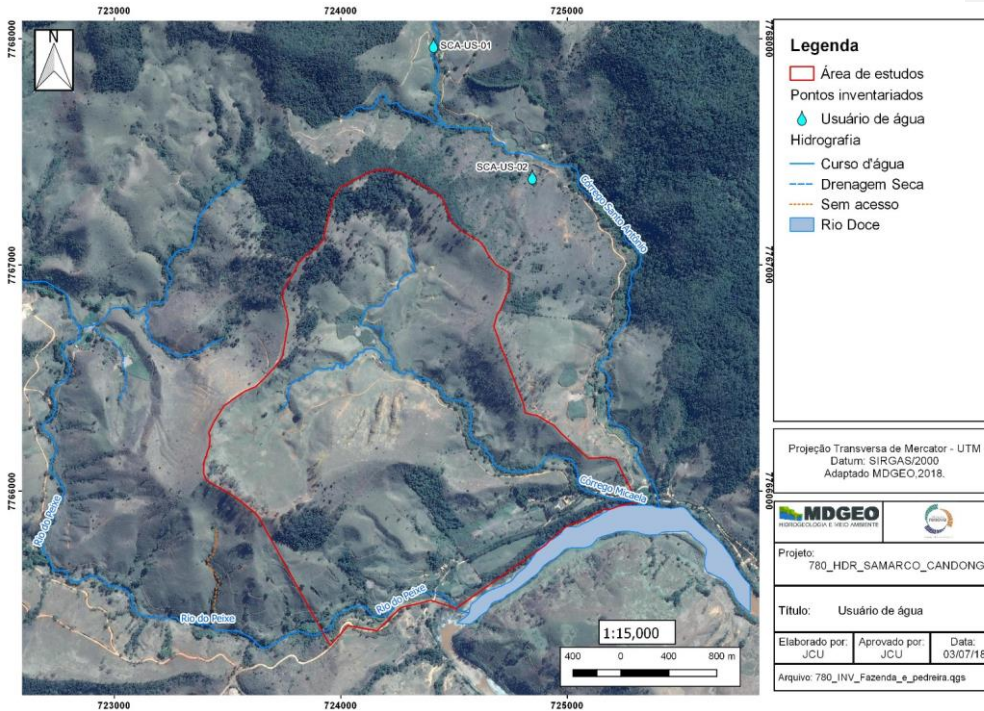 723000
724000
725000
7768000
7768000
N
SCA-US-01
SCA-US-02
Córrego Santo Antônio
7767000
7767000
7766000
7766000
Córrego Micaela
Rio do Peixe
Rio do Peixe
Rio do Peixe
1:15,000
400 0 400 800 m
723000
724000
725000
Legenda
Área de estudos
Pontos inventariados
Usuário de água
Hidrografia
Curso d'água
Drenagem Seca
Sem acesso
Rio Doce
Projeção Transversa de Mercator - UTM
Datum: SIRGAS/2000
Adaptado MDGEO,2018.
MDGEO
HIDROGEOLOGIA E MEIO AMBIENTE
Projeto:
780_HDR_SAMARCO_CANDONG
Título: Usuário de água
Elaborado por:
JCU
Aprovado por:
JCU
Data:
03/07/18
Arquivo: 780_INV_Fazenda_e_pedreira.qgs